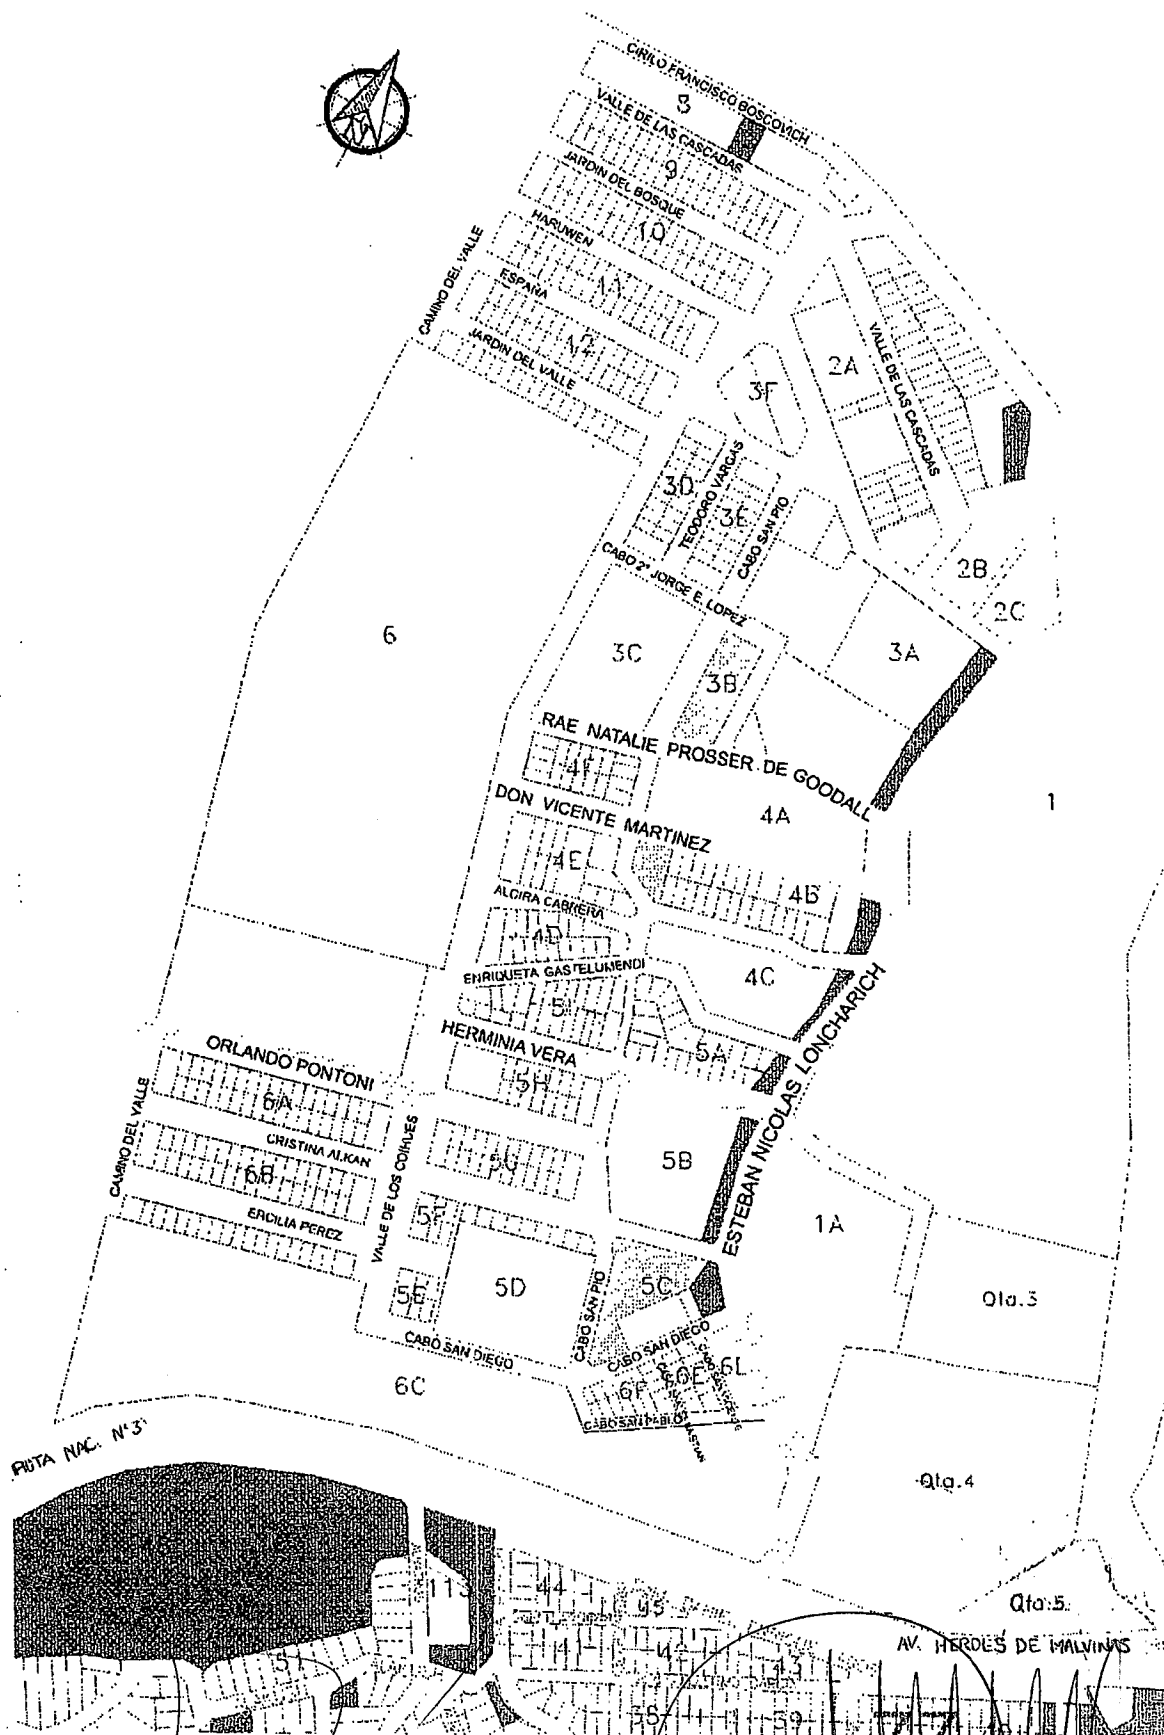 CIRILO FRANCISCO BOSCOVICH
8
VALLE DE LAS CASCADAS
9
JARDIN DEL BOSQUE
10
HARUWEN
CAMINO DEL VALLE
11
ESPAÑA
12
JARDIN DEL VALLE
2A
VALLE DE LAS CASCADAS
3F
3D
TEODORO VARGAS
3E
CABO SAN PIO
CABO 2° JORGE E. LOPEZ
2B
2C
6
3C
3A
3B
RAE NATALIE PROSSER DE GOODALL
4F
DON VICENTE MARTINEZ
4A
1
4E
4B
ALCIRA CABRERA
4D
ENRIQUETA GASTELUMENDI
4C
5I
HERMINIA VERA
5A
ORLANDO PONTONI
5H
6A
CAMINO DEL VALLE
CRISTINA ALKAN
6B
VALLE DE LOS COIHUES
5G
5B
ESTEBAN NICOLAS LONCHARICH
ERCILIA PEREZ
5F
1A
5E
5D
CABO SAN PIO
5C
Qta.3
CABO SAN DIEGO
CABO SAN DIEGO
6C
6F
6E
6L
CABO SAN PABLO
RUTA NAC. N°3
Qta.4
113
44
45
Qta.5
AV. HEROES DE MALVINAS
51
43
38
39